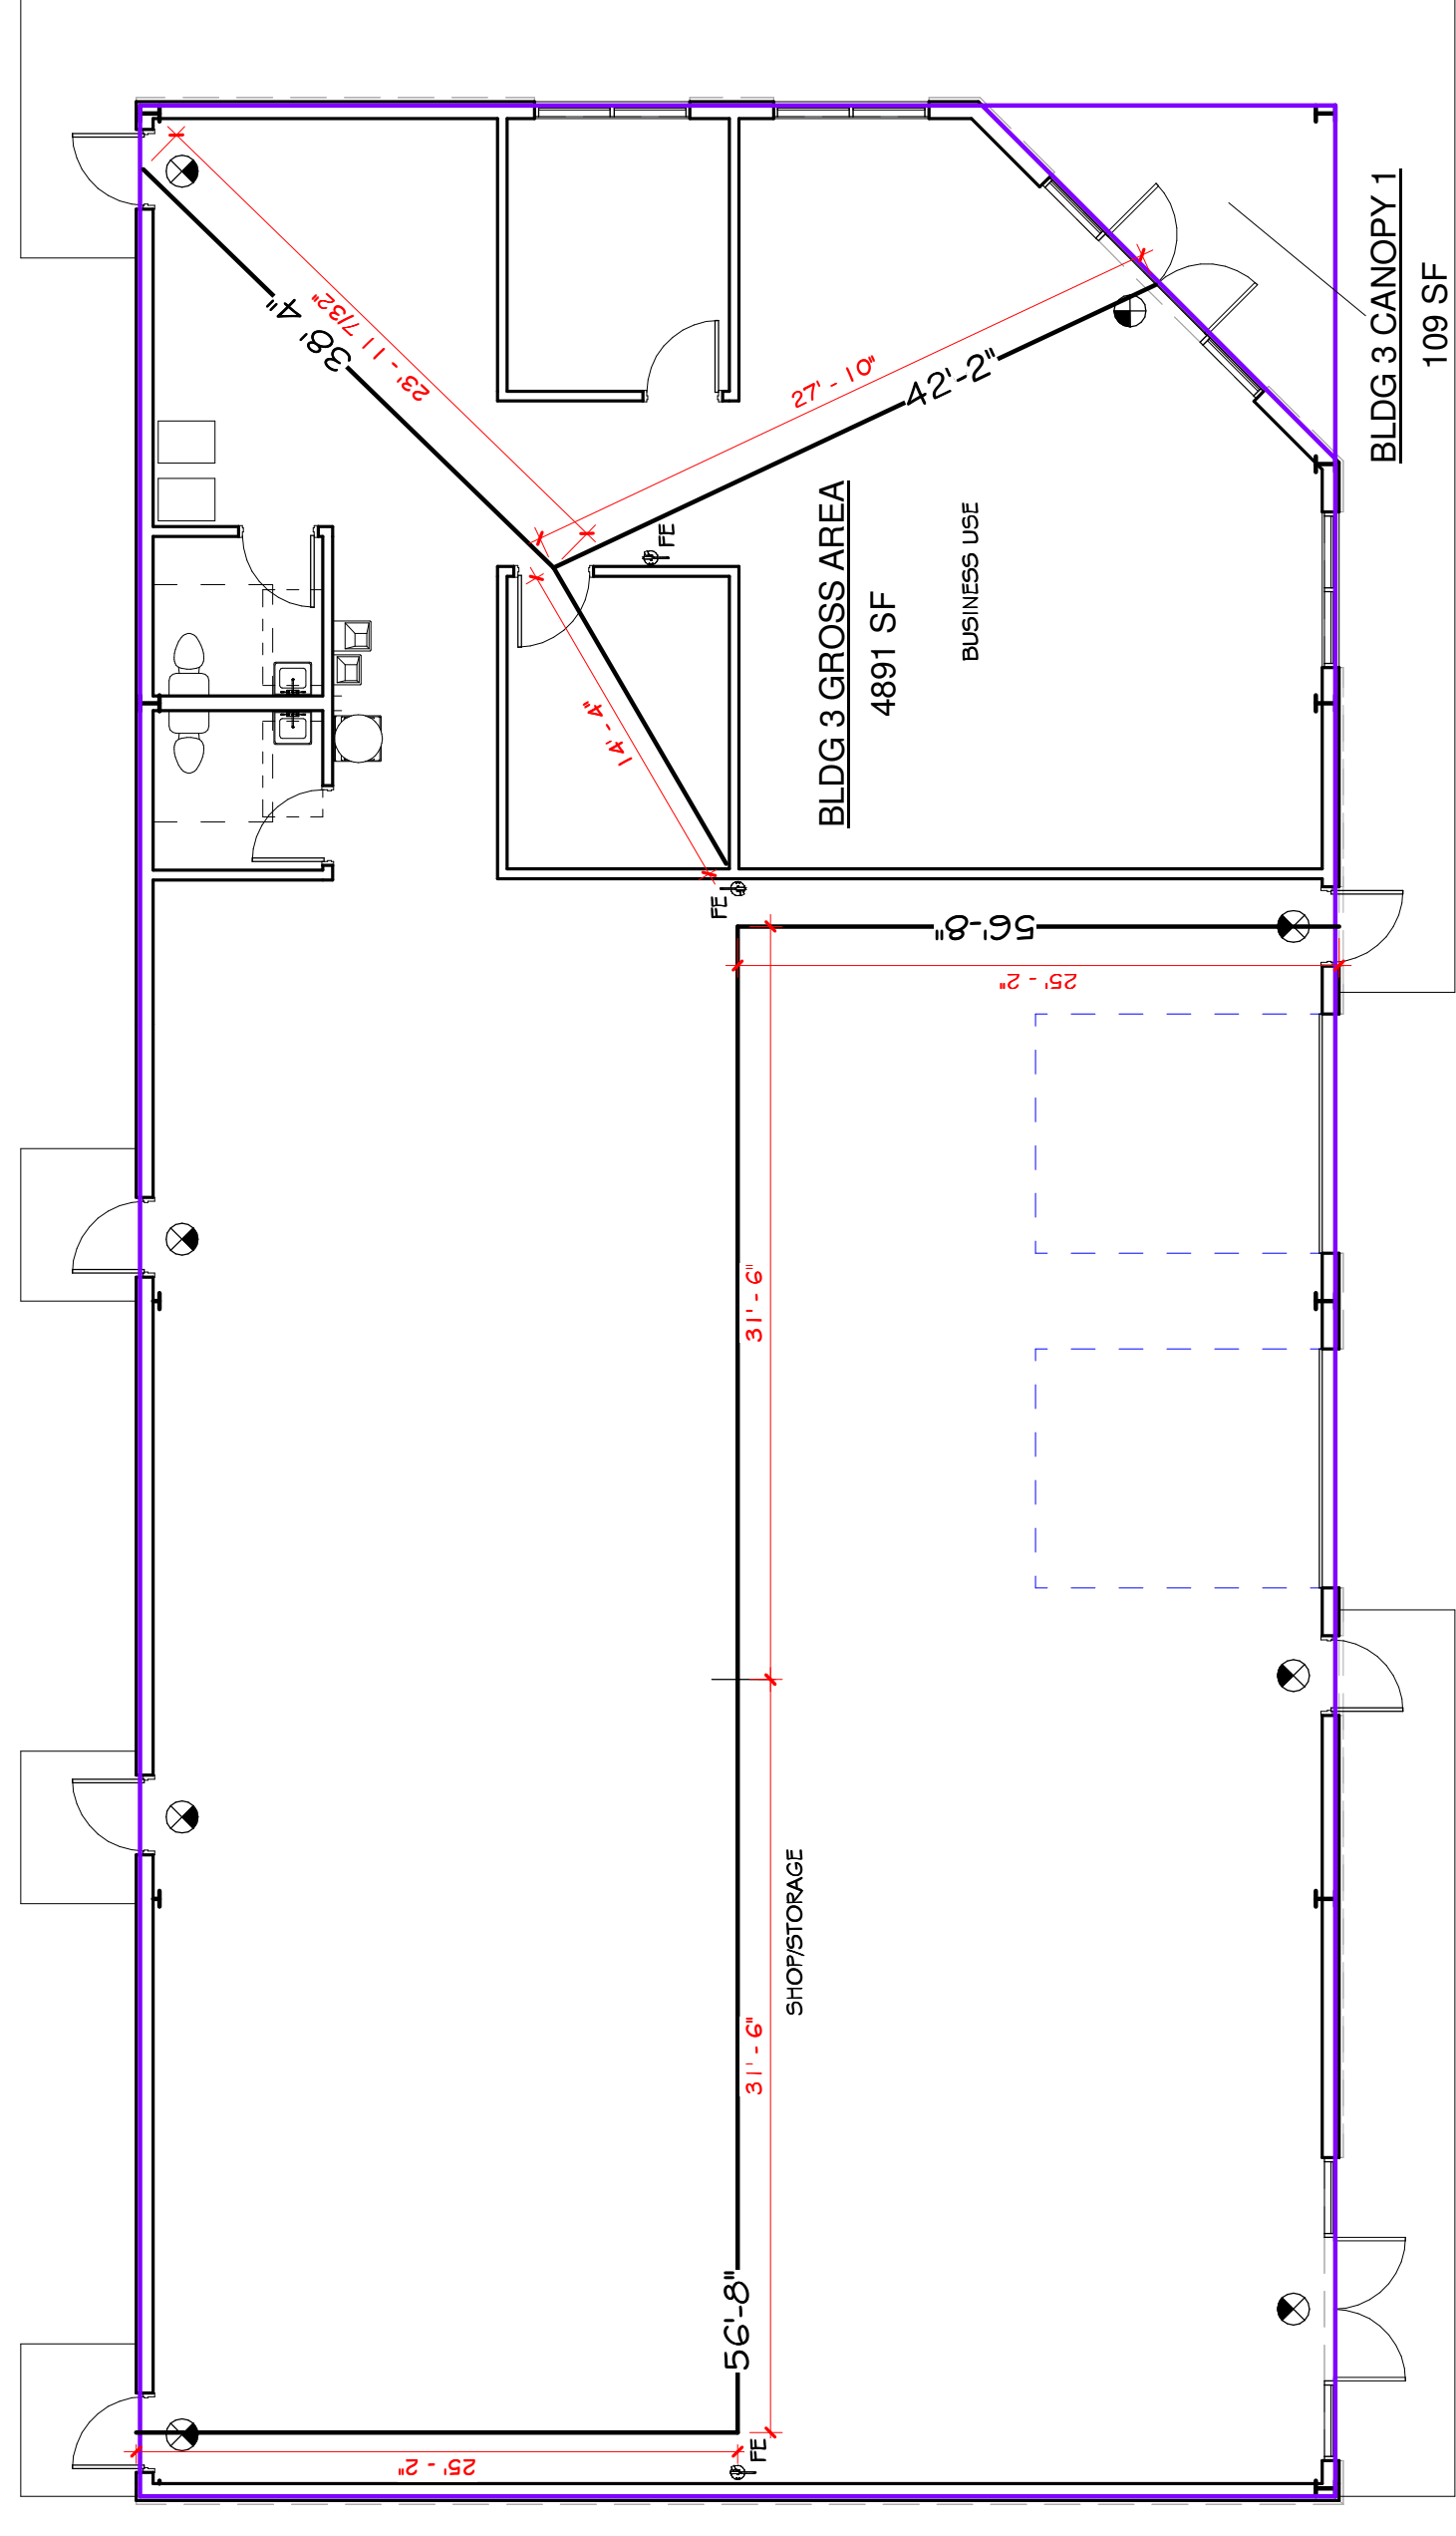 38' 4"
23' - 11 7/32"
27' - 10"
42'-2"
14' - 4"
FE
BLDG 3 GROSS AREA
4891 SF
BUSINESS USE
BLDG 3 CANOPY 1
109 SF
FE
56'-8"
25' - 2"
31' - 6"
SHOP/STORAGE
31' - 6"
56'-8"
25' - 2"
FE